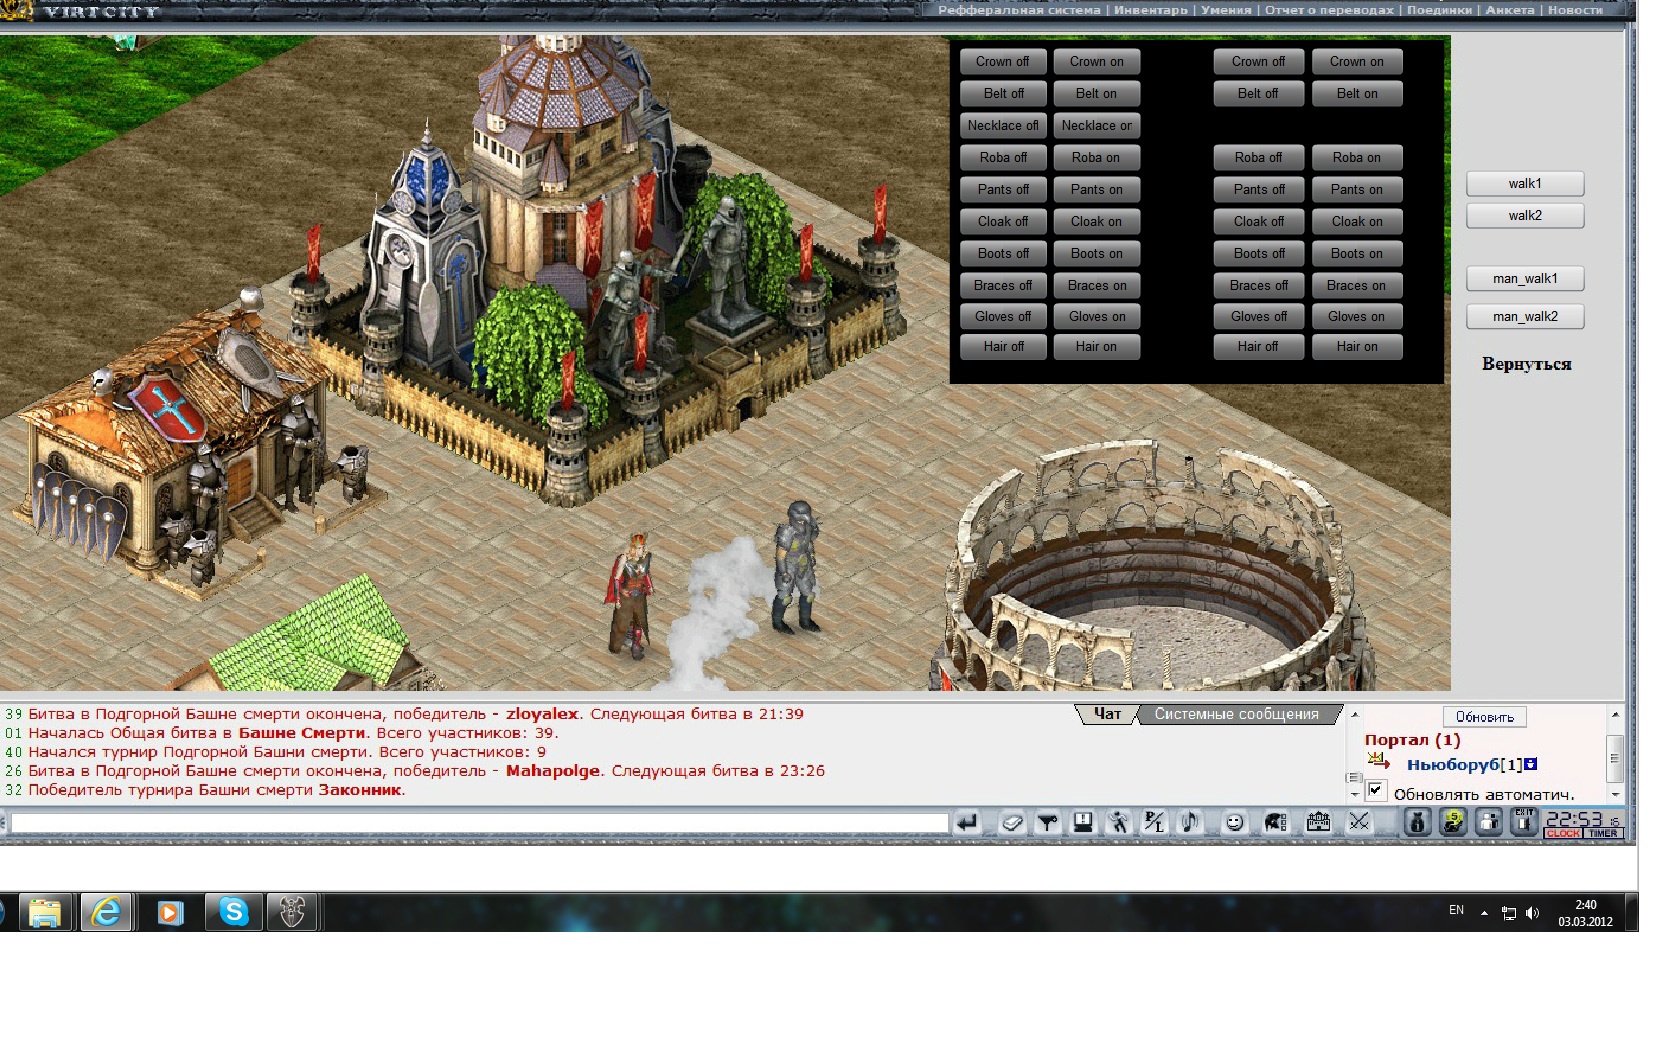 VIRTCITY
Рефферальная система | Инвентарь | Умения | Отчет о переводах | Поединки | Анкета | Новости
Crown off Crown on Crown off Crown on
Belt off Belt on Belt off Belt on
Necklace off Necklace on
Roba off Roba on Roba off Roba on
Pants off Pants on Pants off Pants on
Cloak off Cloak on Cloak off Cloak on
Boots off Boots on Boots off Boots on
Braces off Braces on Braces off Braces on
Gloves off Gloves on Gloves off Gloves on
Hair off Hair on Hair off Hair on
walk1
walk2
man_walk1
man_walk2
Вернуться
39 Битва в Подгорной Башне смерти окончена, победитель - zloyalex. Следующая битва в 21:39
01 Началась Общая битва в Башне Смерти. Всего участников: 39.
40 Начался турнир Подгорной Башни смерти. Всего участников: 9
26 Битва в Подгорной Башне смерти окончена, победитель - Mahapolge. Следующая битва в 23:26
32 Победитель турнира Башни смерти Законник.
Чат Системные сообщения
Обновить
Портал (1)
Ньюборуб[1]
Обновлять автоматич.
P/L
EXIT
22:53 16
CLOCK TIMER
EN
2:40
03.03.2012